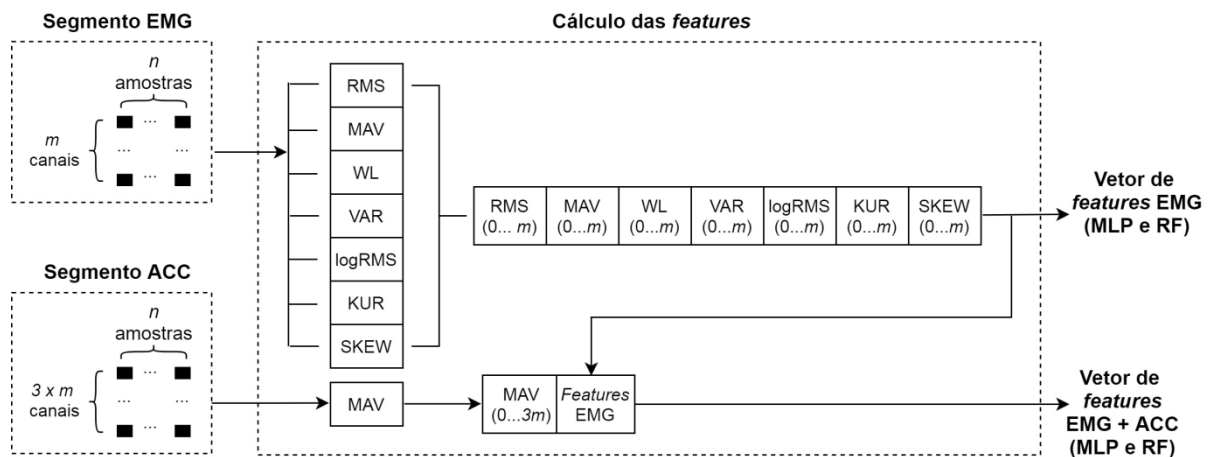 Segmento EMG
n
amostras
...
m
canais
...
...
...
Cálculo das features
RMS
MAV
WL
VAR
logRMS
KUR
SKEW
RMS
(0... m)
MAV
(0...m)
WL
(0...m)
VAR
(0...m)
logRMS
(0...m)
KUR
(0...m)
SKEW
(0...m)
Vetor de
features EMG
(MLP e RF)
Segmento ACC
n
amostras
...
3 x m
canais
...
...
...
MAV
MAV
(0...3m)
Features
EMG
Vetor de
features
EMG + ACC
(MLP e RF)